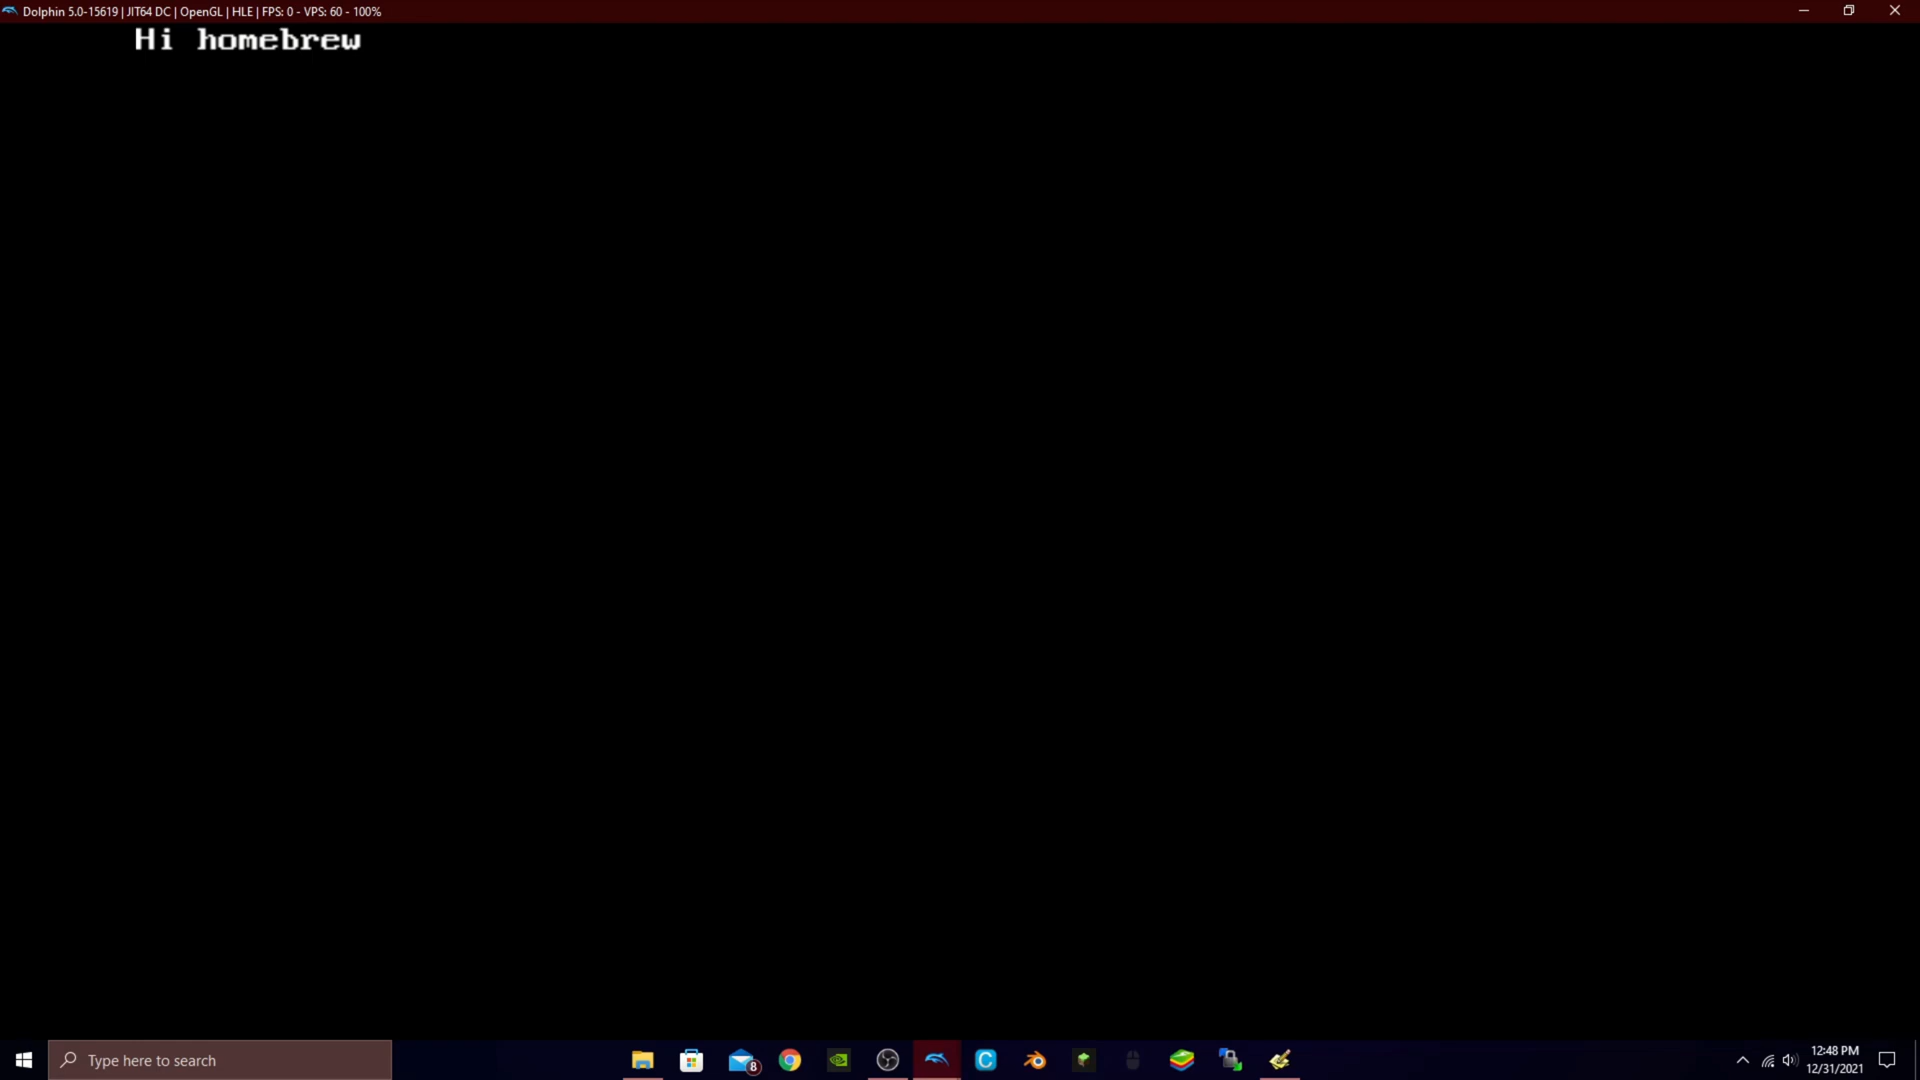 Dolphin 5.0-15619 | JIT64 DC | OpenGL | HLE | FPS: 0 - VPS: 60 - 100%
Hi homebrew
Type here to search
8
C
12:48 PM
12/31/2021